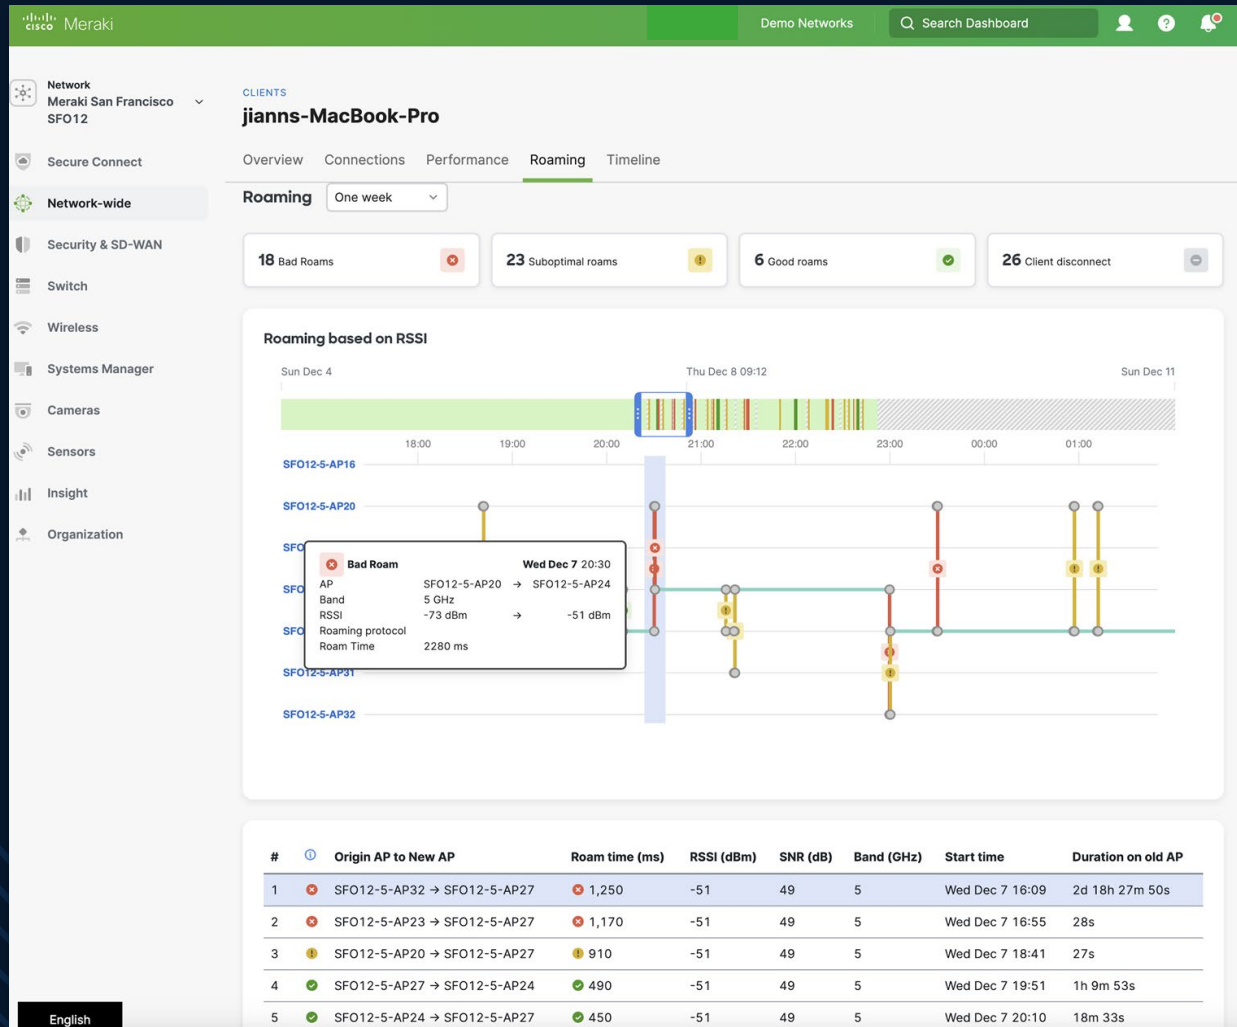 CISCO Meraki
Demo Networks
Search Dashboard
Network
Meraki San Francisco
SFO12
Secure Connect
Network-wide
Security & SD-WAN
Switch
Wireless
Systems Manager
Cameras
Sensors
Insight
Organization
English
CLIENTS
jianns-MacBook-Pro
Overview Connections Performance Roaming Timeline
Roaming One week
18 Bad Roams
23 Suboptimal roams
6 Good roams
26 Client disconnect
Roaming based on RSSI
Sun Dec 4 Thu Dec 8 09:12 Sun Dec 11
18:00 19:00 20:00 21:00 22:00 23:00 00:00 01:00
SFO12-5-AP16
SFO12-5-AP20
SFO
SFO
SFO
SFO12-5-AP31
SFO12-5-AP32
Bad Roam Wed Dec 7 20:30
AP SFO12-5-AP20 → SFO12-5-AP24
Band 5 GHz
RSSI -73 dBm → -51 dBm
Roaming protocol
Roam Time 2280 ms
# Origin AP to New AP Roam time (ms) RSSI (dBm) SNR (dB) Band (GHz) Start time Duration on old AP
1 SFO12-5-AP32 → SFO12-5-AP27 1,250 -51 49 5 Wed Dec 7 16:09 2d 18h 27m 50s
2 SFO12-5-AP23 → SFO12-5-AP27 1,170 -51 49 5 Wed Dec 7 16:55 28s
3 SFO12-5-AP20 → SFO12-5-AP27 910 -51 49 5 Wed Dec 7 18:41 27s
4 SFO12-5-AP27 → SFO12-5-AP24 490 -51 49 5 Wed Dec 7 19:51 1h 9m 53s
5 SFO12-5-AP24 → SFO12-5-AP27 450 -51 49 5 Wed Dec 7 20:10 18m 33s